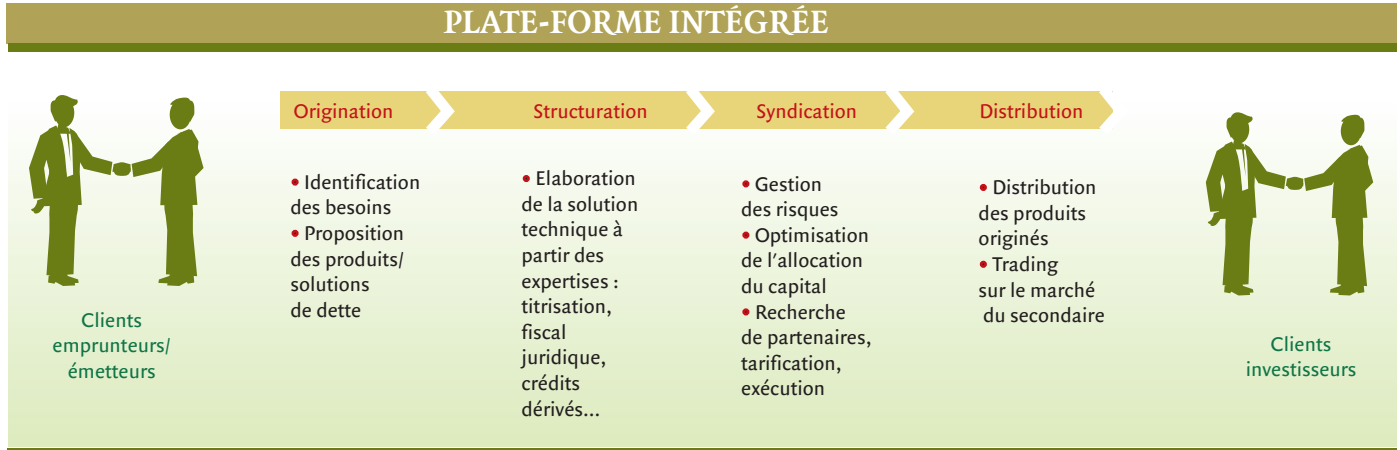 PLATE-FORME INTÉGRÉE
Origination
Structuration
Syndication
Distribution
Clients
emprunteurs/
émetteurs
• Identification
des besoins
• Proposition
des produits/
solutions
de dette
• Elaboration
de la solution
technique à
partir des
expertises :
titrisation,
fiscal
juridique,
crédits
dérivés...
• Gestion
des risques
• Optimisation
de l'allocation
du capital
• Recherche
de partenaires,
tarification,
exécution
• Distribution
des produits
originés
• Trading
sur le marché
du secondaire
Clients
investisseurs